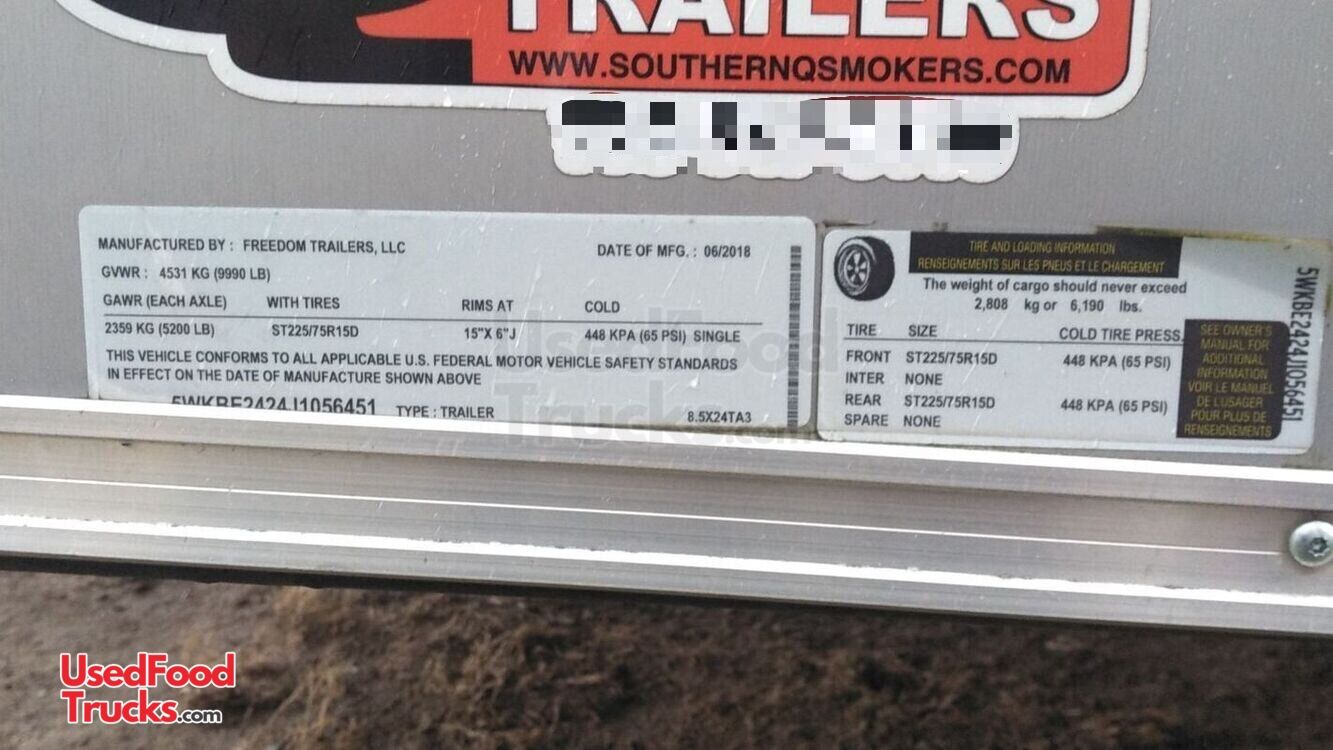 TRAILERS
WWW.SOUTHERNQSMOKERS.COM
MANUFACTURED BY : FREEDOM TRAILERS, LLC DATE OF MFG. : 06/2018
GVWR : 4531 KG (9990 LB)
GAWR (EACH AXLE) WITH TIRES RIMS AT COLD
2359 KG (5200 LB) ST225/75R15D 15"X 6"J 448 KPA (65 PSI) SINGLE
THIS VEHICLE CONFORMS TO ALL APPLICABLE U.S. FEDERAL MOTOR VEHICLE SAFETY STANDARDS
IN EFFECT ON THE DATE OF MANUFACTURE SHOWN ABOVE
5WKBE2424J1056451 TYPE : TRAILER 8.5X24TA3
TIRE AND LOADING INFORMATION
RENSEIGNEMENTS SUR LES PNEUS ET LE CHARGEMENT
The weight of cargo should never exceed
2,808 kg or 6,190 lbs.
TIRE SIZE COLD TIRE PRESS.
FRONT ST225/75R15D 448 KPA (65 PSI)
INTER NONE
REAR ST225/75R15D 448 KPA (65 PSI)
SPARE NONE
SEE OWNER'S
MANUAL FOR
ADDITIONAL
INFORMATION
VOIR LE MANUEL
DE L'USAGER
POUR PLUS DE
RENSEIGNEMENTS
5WKBE2424J1056451
UsedFood
Trucks.com
UsedFood
Trucks.com